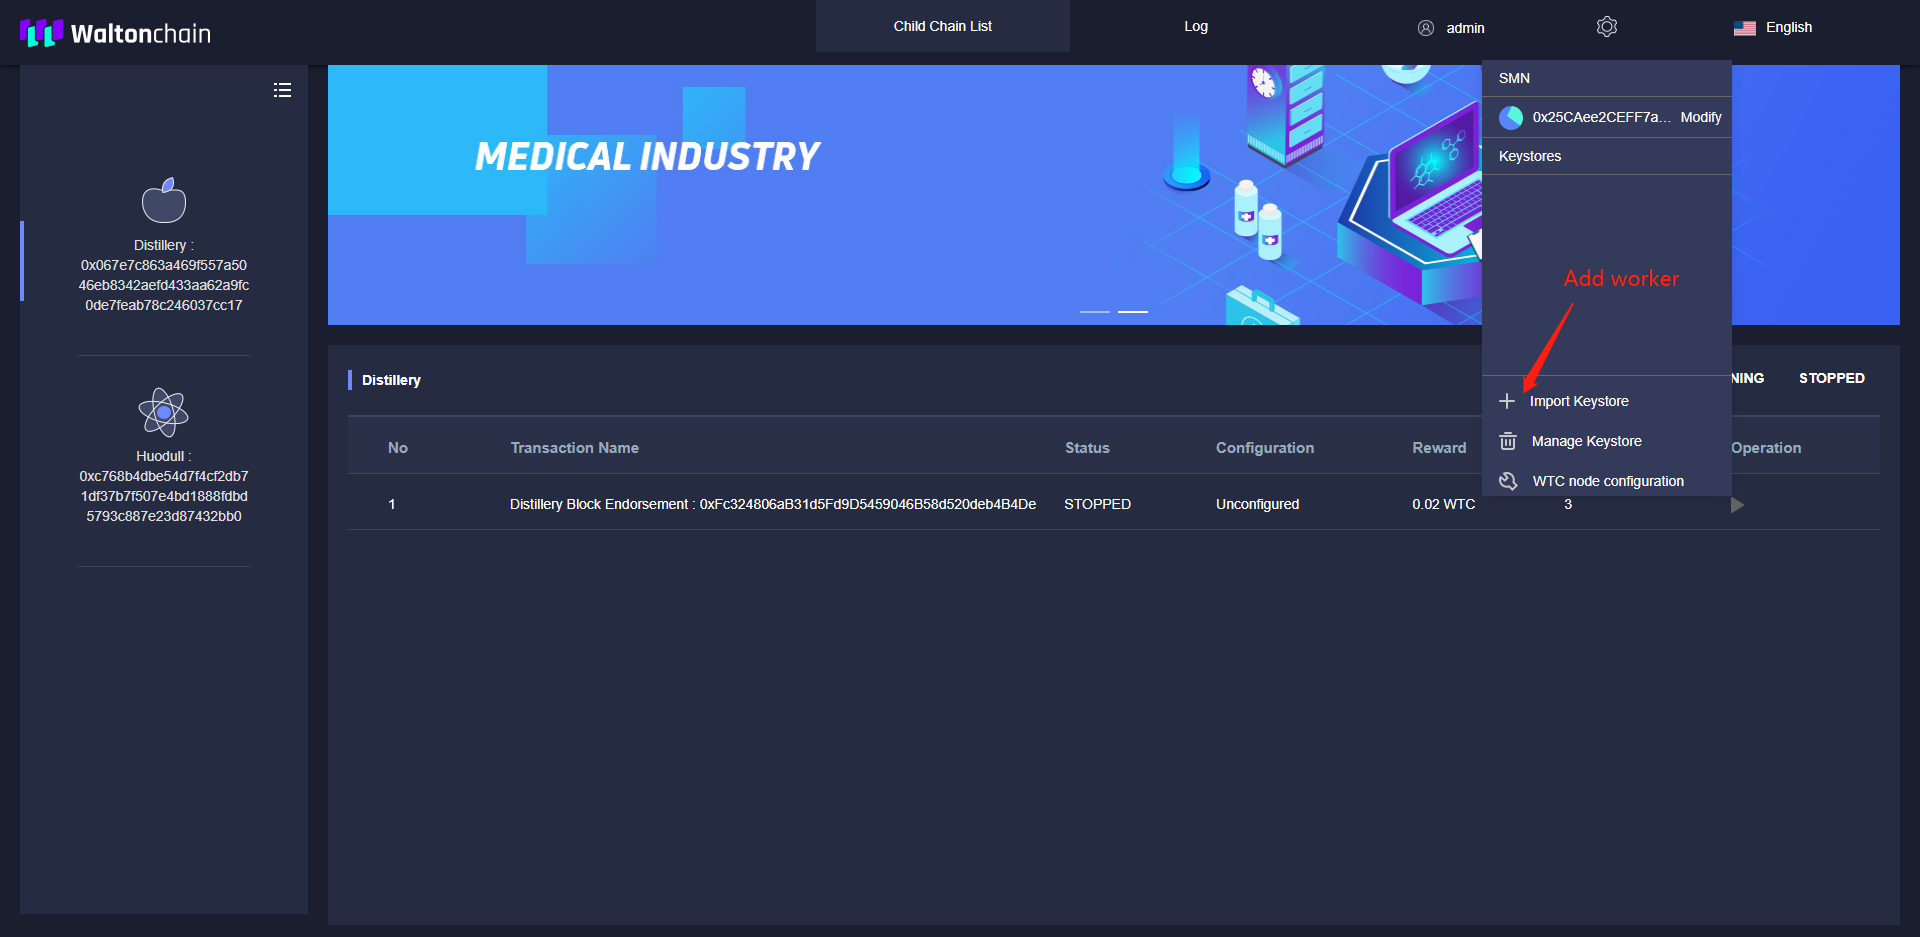 Waltonchain
Child Chain List
Log
admin
English
Distillery :
0x067e7c863a469f557a50
46eb8342aefd433aa62a9fc
0de7feab78c246037cc17
Huodull :
0xc768b4dbe54d7f4cf2db7
1df37b7f507e4bd1888fdbd
5793c887e23d87432bb0
MEDICAL INDUSTRY
SMN
0x25CAee2CEFF7a... Modify
Keystores
Add worker
Import Keystore
Manage Keystore
WTC node configuration
Distillery
NING STOPPED
No Transaction Name Status Configuration Reward Operation
1 Distillery Block Endorsement : 0xFc324806aB31d5Fd9D5459046B58d520deb4B4De STOPPED Unconfigured 0.02 WTC 3